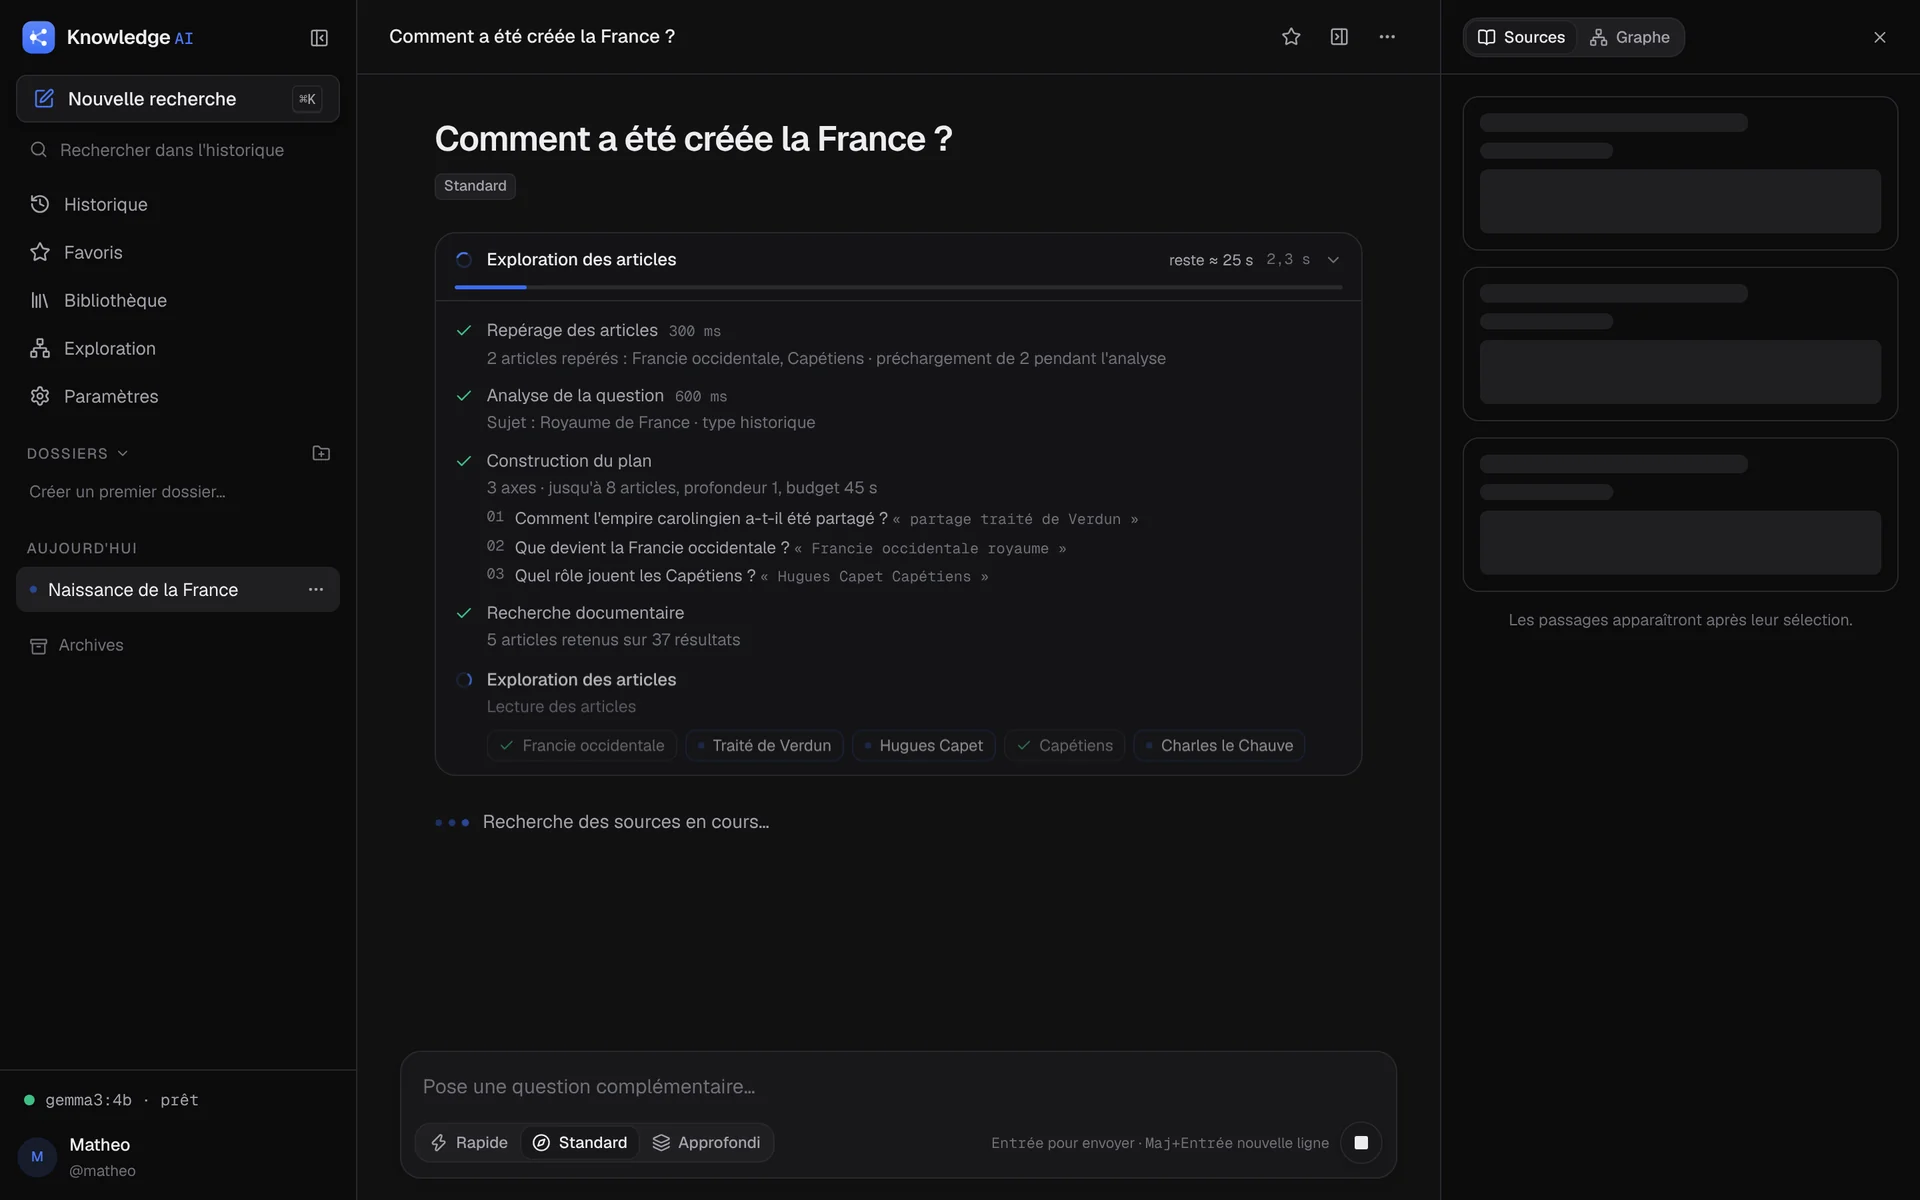 Knowledge AI
Nouvelle recherche ⌘K
Rechercher dans l'historique
Historique
Favoris
Bibliothèque
Exploration
Paramètres
DOSSIERS
Créer un premier dossier…
AUJOURD'HUI
Naissance de la France
Archives
gemma3:4b · prêt
M
Matheo
@matheo
Comment a été créée la France ?
Comment a été créée la France ?
Standard
Exploration des articles reste ≈ 25 s 2,3 s
Repérage des articles 300 ms
2 articles repérés : Francie occidentale, Capétiens · préchargement de 2 pendant l'analyse
Analyse de la question 600 ms
Sujet : Royaume de France · type historique
Construction du plan
3 axes · jusqu'à 8 articles, profondeur 1, budget 45 s
01 Comment l'empire carolingien a-t-il été partagé ? « partage traité de Verdun »
02 Que devient la Francie occidentale ? « Francie occidentale royaume »
03 Quel rôle jouent les Capétiens ? « Hugues Capet Capétiens »
Recherche documentaire
5 articles retenus sur 37 résultats
Exploration des articles
Lecture des articles
Francie occidentale Traité de Verdun Hugues Capet Capétiens Charles le Chauve
Recherche des sources en cours…
Pose une question complémentaire…
Rapide Standard Approfondi Entrée pour envoyer · Maj+Entrée nouvelle ligne
Sources Graphe
Les passages apparaîtront après leur sélection.